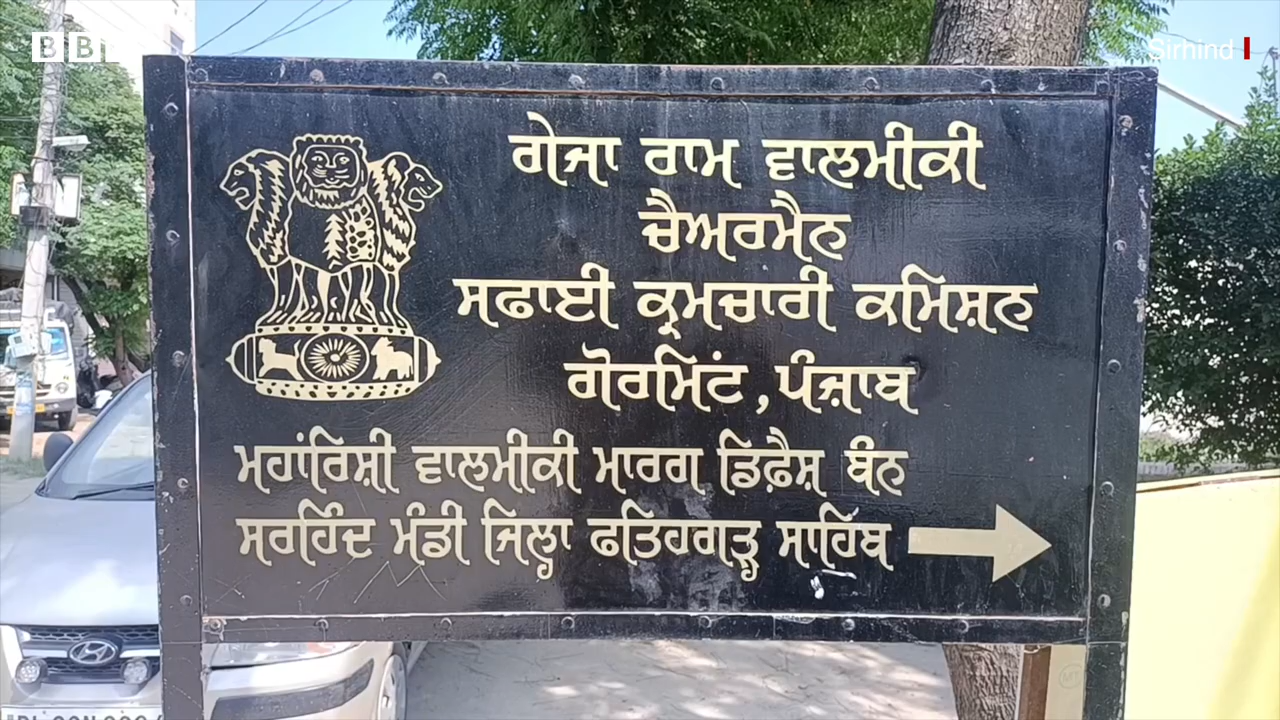 BBC
Sirhind
ਗੇਜਾ ਰਾਮ ਵਾਲਮੀਕੀ
ਚੈਅਰਮੈਨ
ਸਫਾਈ ਕ੍ਰਮਚਾਰੀ ਕਮਿਸ਼ਨ
ਗੋਰਮਿੰਟ, ਪੰਜ਼ਾਬ
ਮਹਾਂਰਿਸ਼ੀ ਵਾਲਮੀਕੀ ਮਾਰਗ ਡਿਫ਼ੈਸ਼ ਬੰਨ
ਸਰਹਿੰਦ ਮੰਡੀ ਜਿਲ੍ਹਾ ਫਤਿਹਗੜ੍ਹ ਸਾਹਿੱਬ